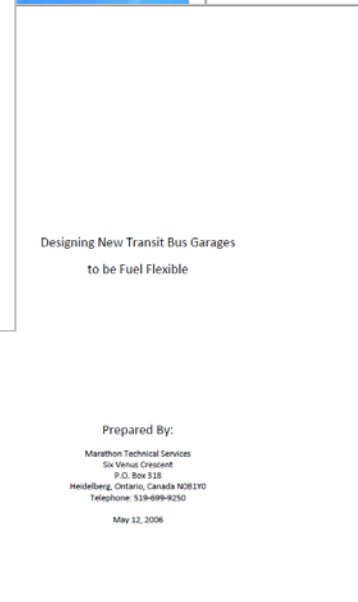 Designing New Transit Bus Garages
to be Fuel Flexible
Prepared By:
Marathon Technical Services
Six Venus Crescent
P.O. Box 318
Heidelberg, Ontario, Canada N0B1Y0
Telephone: 519-699-9250
May 12, 2006